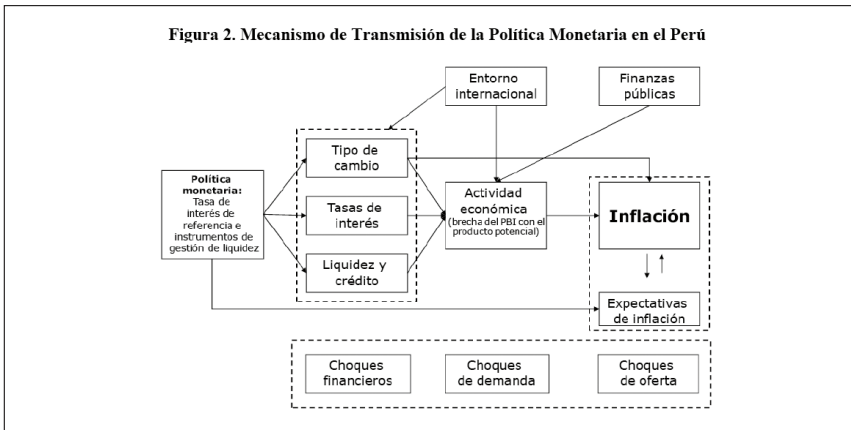 Figura 2. Mecanismo de Transmisión de la Política Monetaria en el Perú
Entorno
internacional
Finanzas
públicas
Tipo de
cambio
Política
monetaria:
Tasa de
interés de
referencia e
instrumentos de
gestión de liquidez
Tasas de
interés
Liquidez y
crédito
Actividad
económica
(brecha del PBI con el
producto potencial)
Inflación
Expectativas
de inflación
Choques
financieros
Choques
de demanda
Choques
de oferta